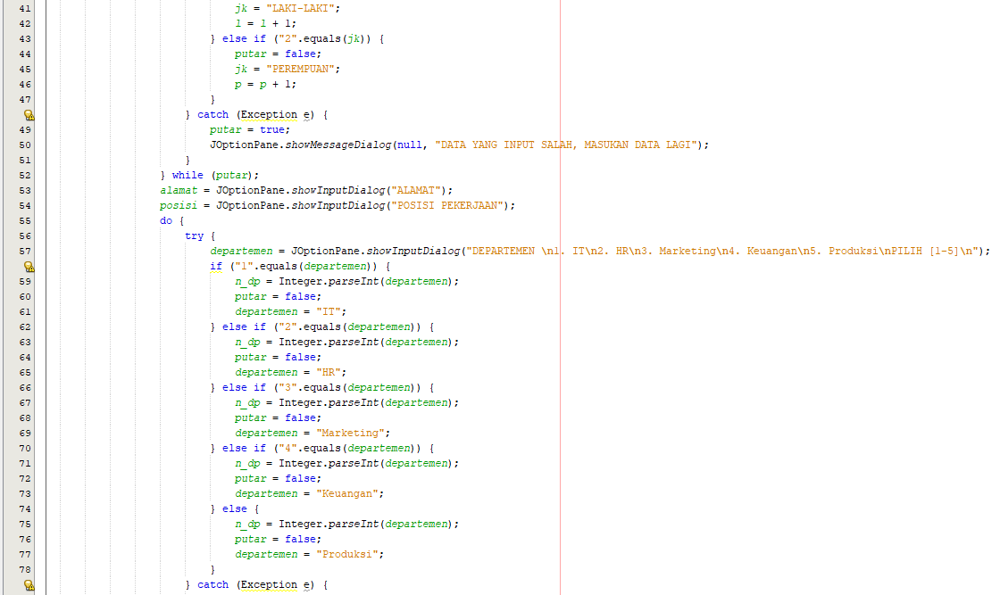 41 jk = "LAKI-LAKI";
42 l = l + 1;
43 } else if ("2".equals(jk)) {
44 putar = false;
45 jk = "PEREMPUAN";
46 p = p + 1;
47 }
} catch (Exception e) {
49 putar = true;
50 JOptionPane.showMessageDialog(null, "DATA YANG INPUT SALAH, MASUKAN DATA LAGI");
51 }
52 } while (putar);
53 alamat = JOptionPane.showInputDialog("ALAMAT");
54 posisi = JOptionPane.showInputDialog("POSISI PEKERJAAN");
55 do {
56 try {
57 departemen = JOptionPane.showInputDialog("DEPARTEMEN \n1. IT\n2. HR\n3. Marketing\n4. Keuangan\n5. Produksi\nPILIH [1-5]\n");
if ("1".equals(departemen)) {
59 n_dp = Integer.parseInt(departemen);
60 putar = false;
61 departemen = "IT";
62 } else if ("2".equals(departemen)) {
63 n_dp = Integer.parseInt(departemen);
64 putar = false;
65 departemen = "HR";
66 } else if ("3".equals(departemen)) {
67 n_dp = Integer.parseInt(departemen);
68 putar = false;
69 departemen = "Marketing";
70 } else if ("4".equals(departemen)) {
71 n_dp = Integer.parseInt(departemen);
72 putar = false;
73 departemen = "Keuangan";
74 } else {
75 n_dp = Integer.parseInt(departemen);
76 putar = false;
77 departemen = "Produksi";
78 }
} catch (Exception e) {